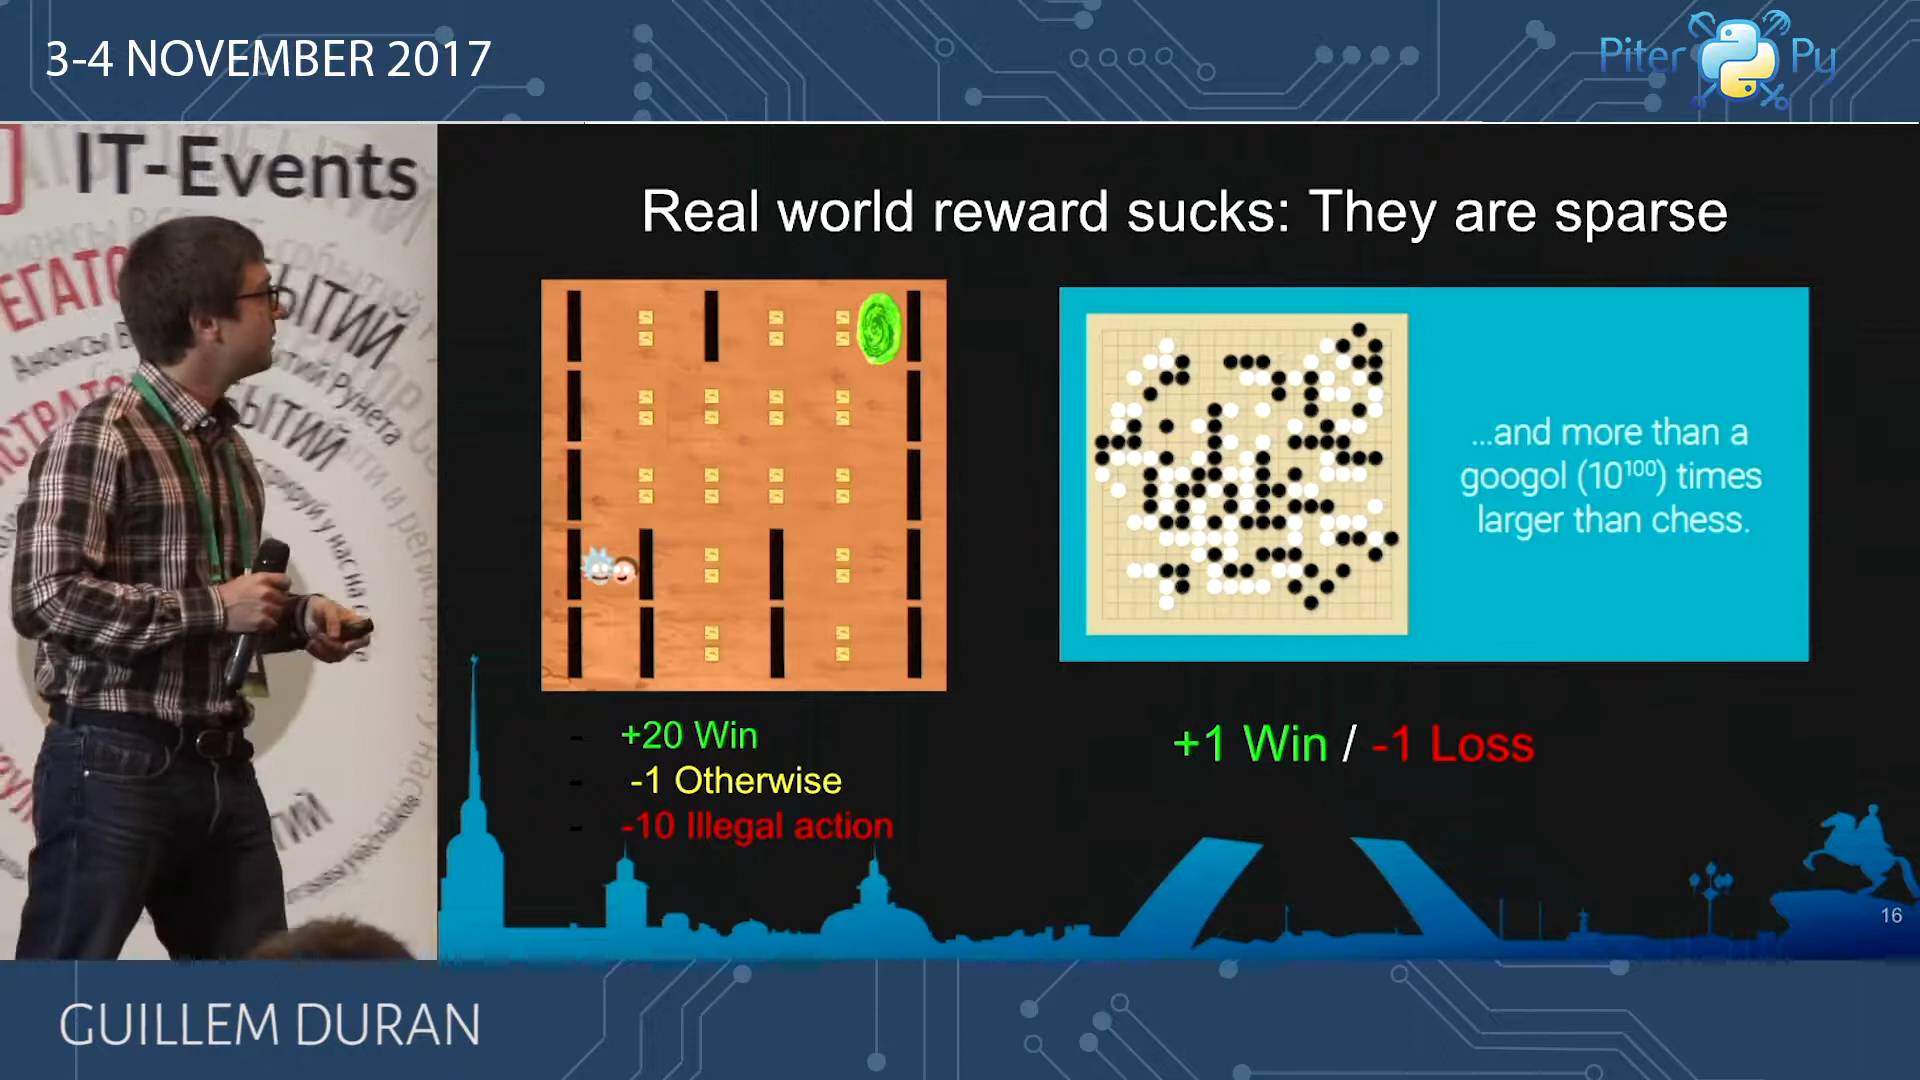 3-4 NOVEMBER 2017
Piter Py
IT-Events
Real world reward sucks: They are sparse
...and more than a
googol (10¹⁰⁰) times
larger than chess.
- +20 Win
- -1 Otherwise
- -10 Illegal action
+1 Win / -1 Loss
16
GUILLEM DURAN